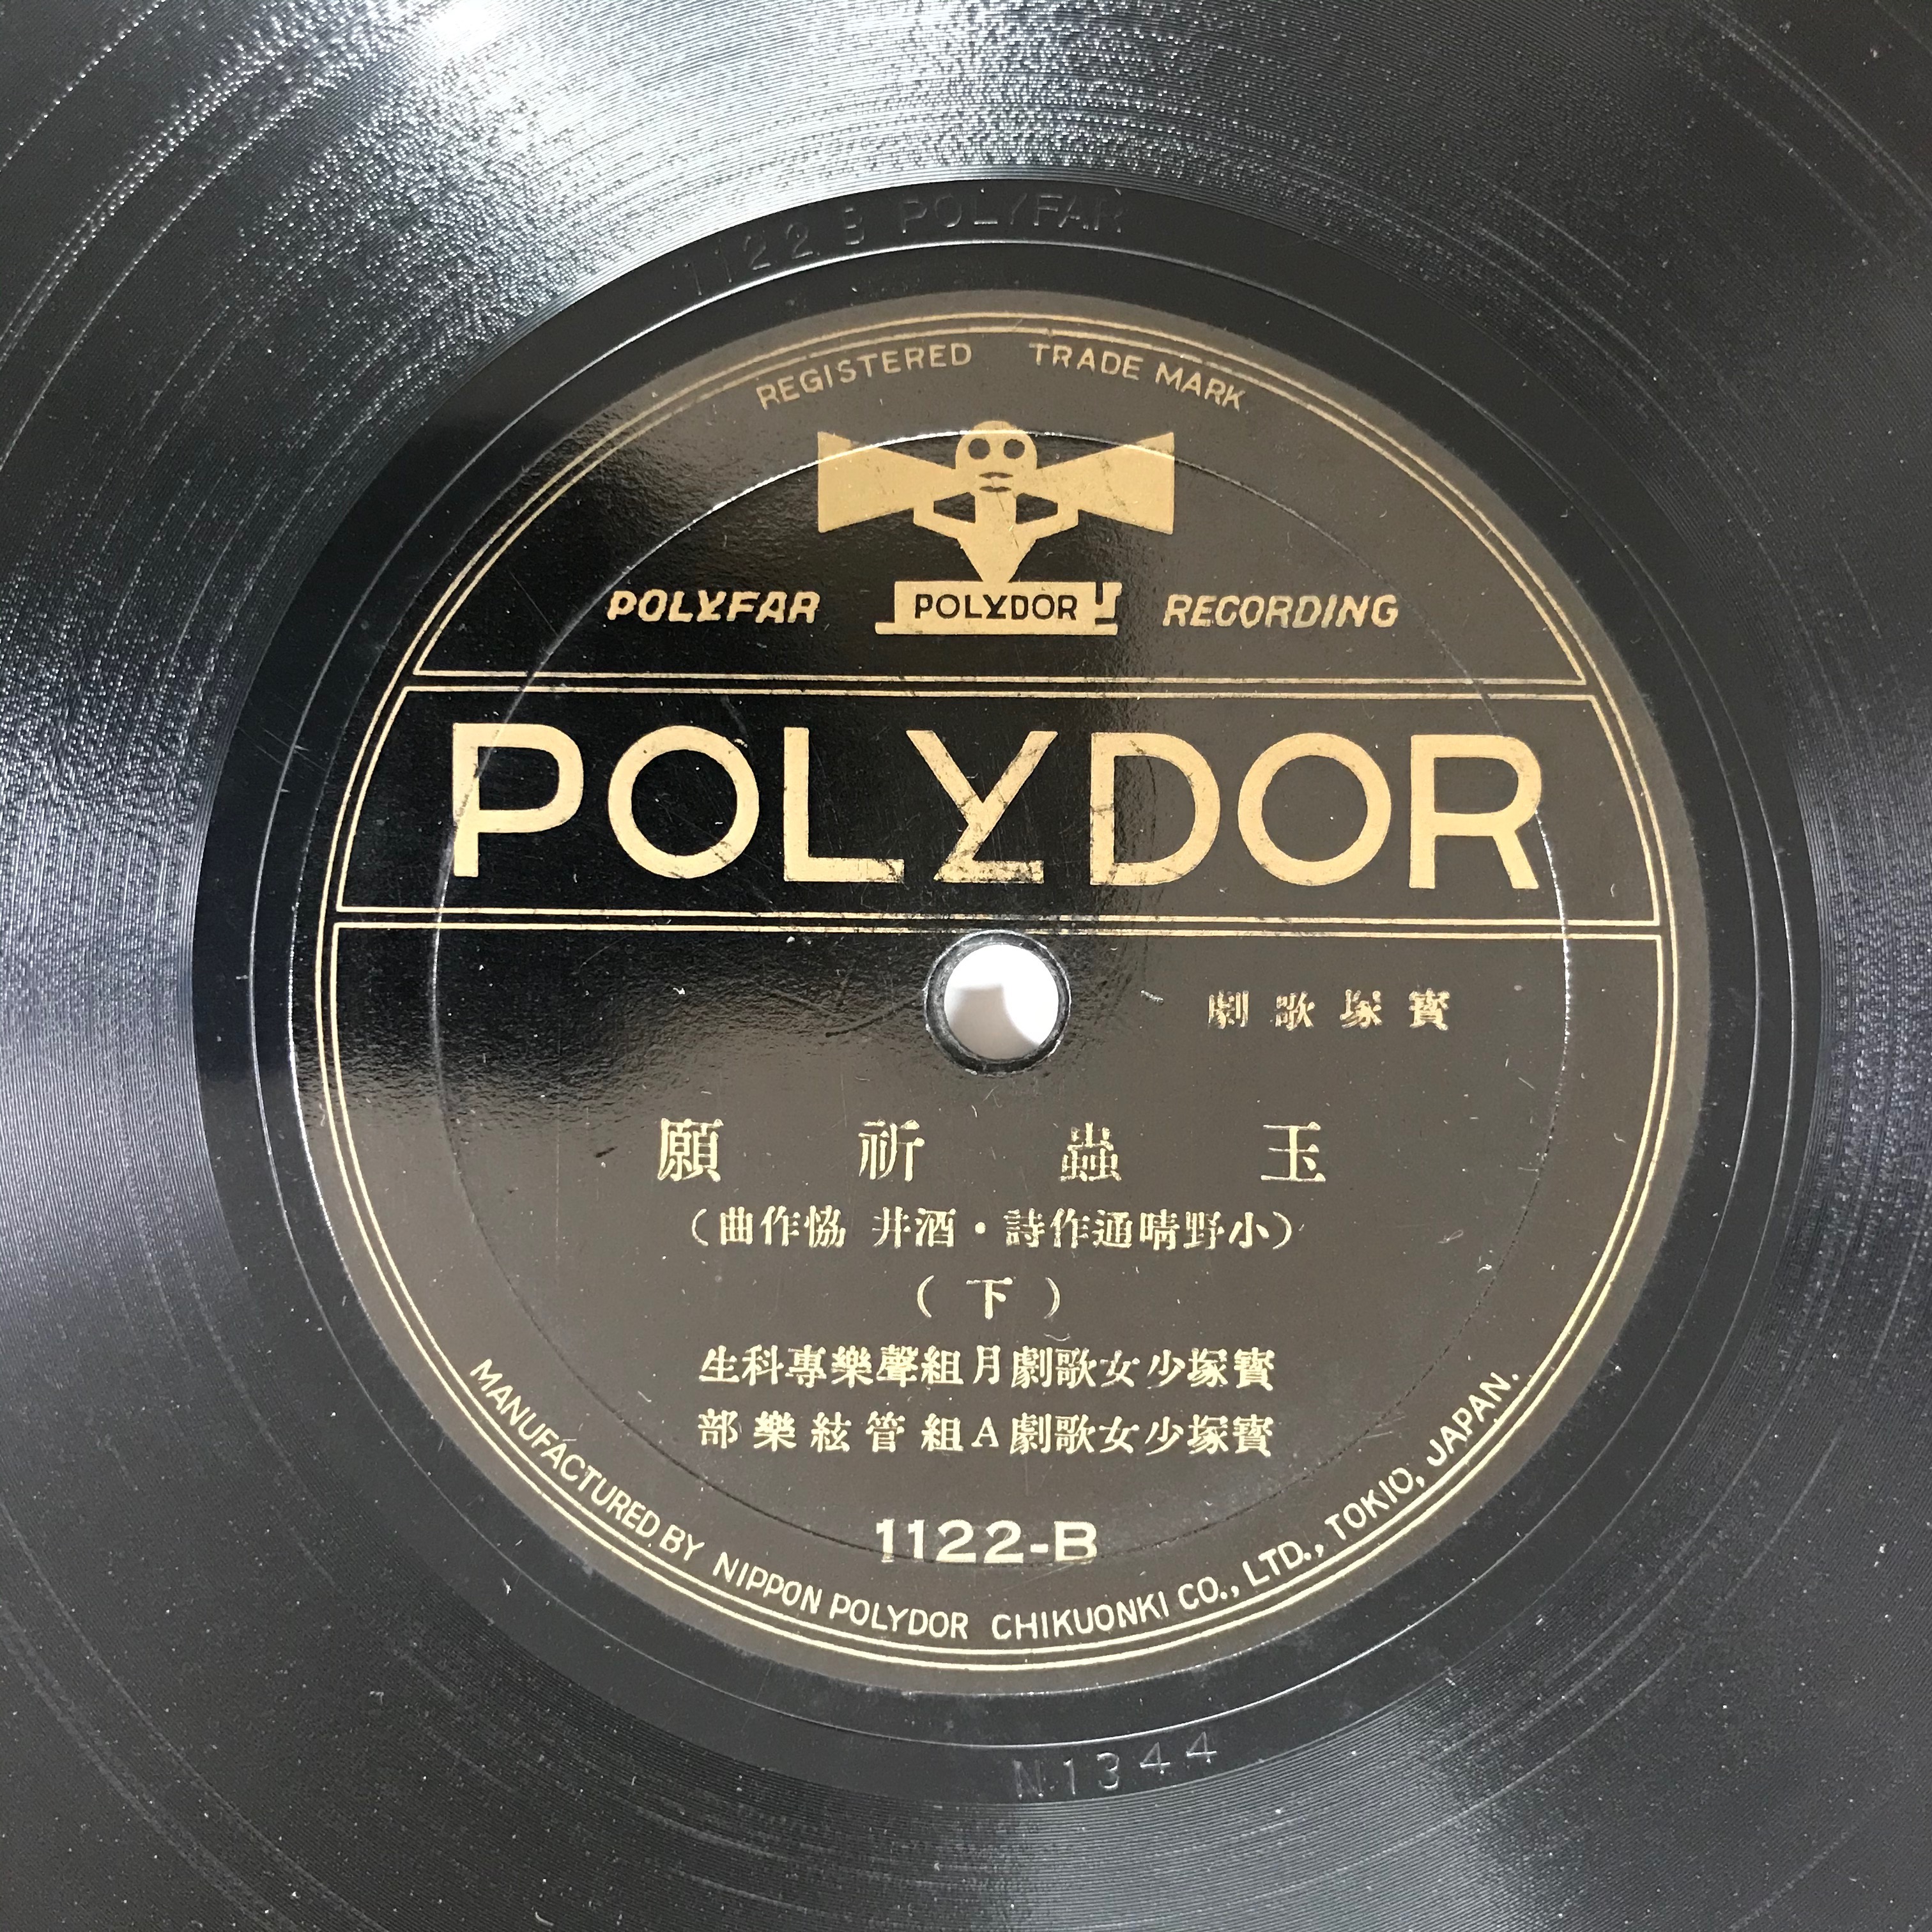 1122 B POLYFAR
REGISTERED TRADE MARK
POLYDOR
POLYFAR RECORDING
POLYDOR
寶塚歌劇
玉蟲祈願
(小野晴通作詩・酒井 恊作曲)
(下)
寶塚少女歌劇月組聲樂專科生
寶塚少女歌劇A組管絃樂部
1122-B
MANUFACTURED BY NIPPON POLYDOR CHIKUONKI CO., LTD., TOKIO, JAPAN.
N1344